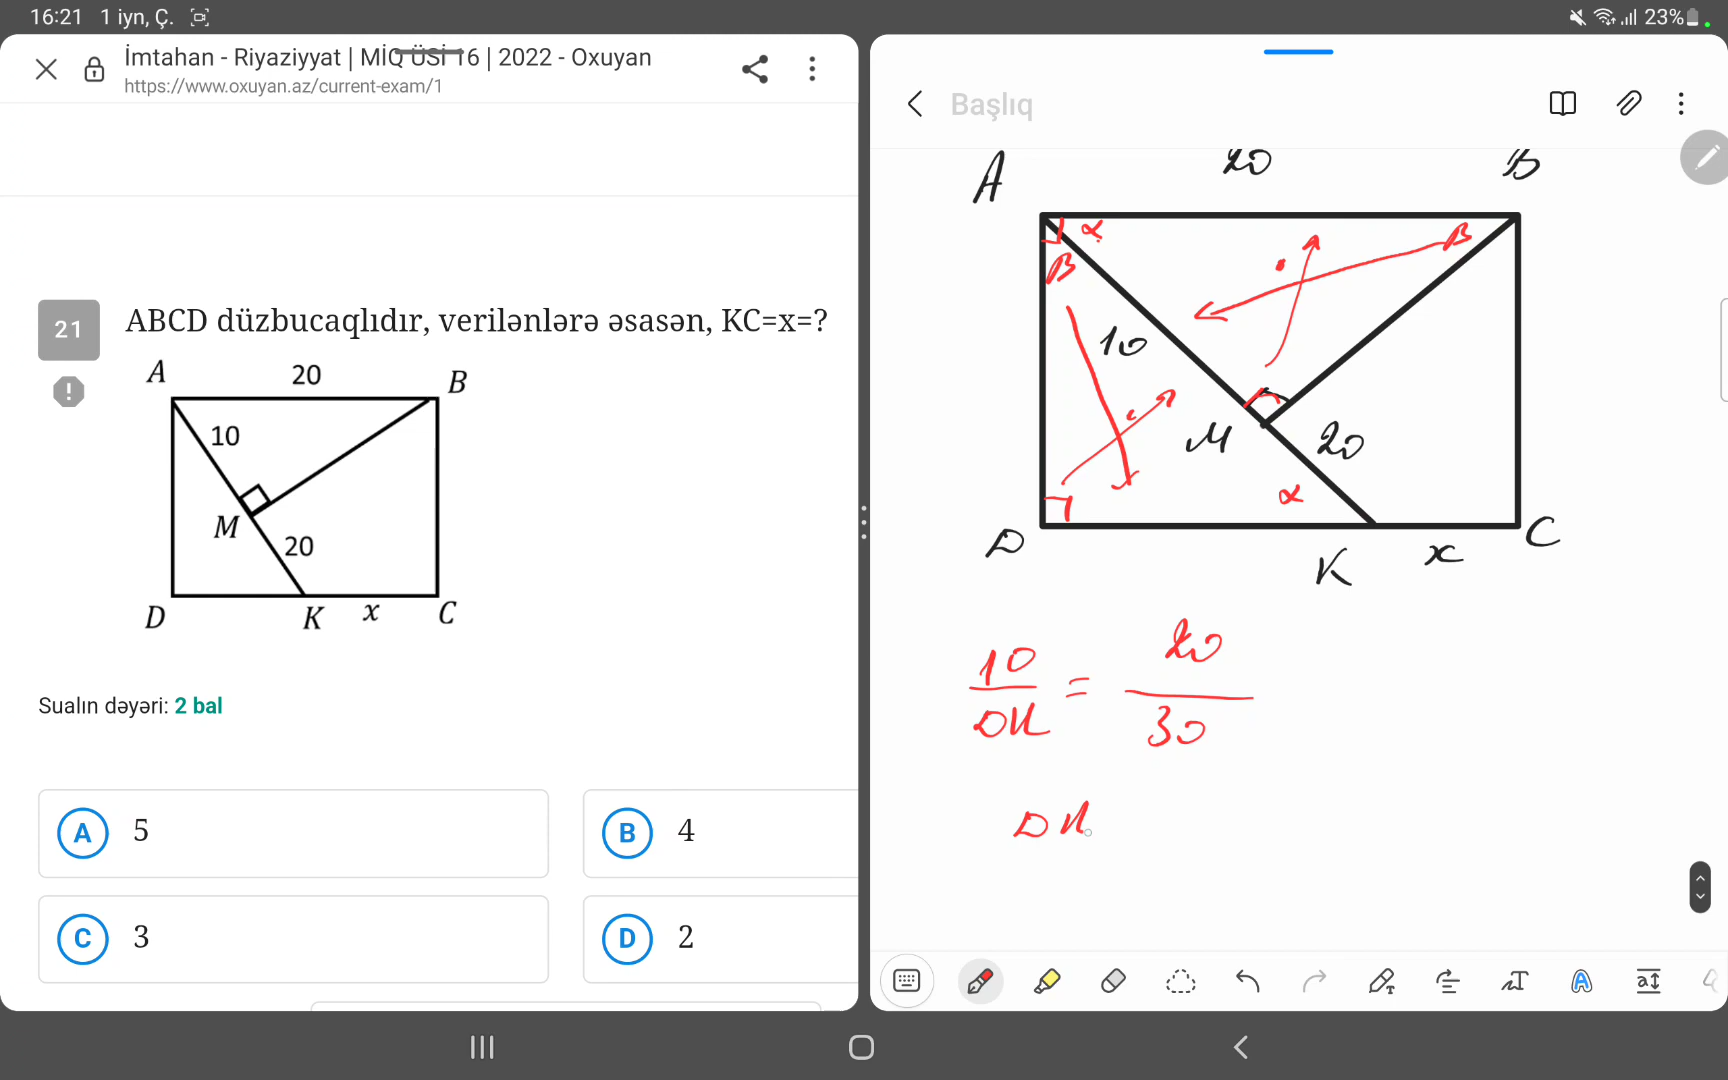 16:21 1 iyn, Ç. 23%
İmtahan - Riyaziyyat | MİQ ÜSİ 16 | 2022 - Oxuyan
https://www.oxuyan.az/current-exam/1
21
ABCD düzbucaqlıdır, verilənlərə əsasən, KC=x=?
A 20 B
10
M
20
D K x C
Sualın dəyəri: 2 bal
A 5
B 4
C 3
D 2
Başlıq
A 20 B
α β
β
10
M 20
α
D K x C
10/DK = 20/30
DK